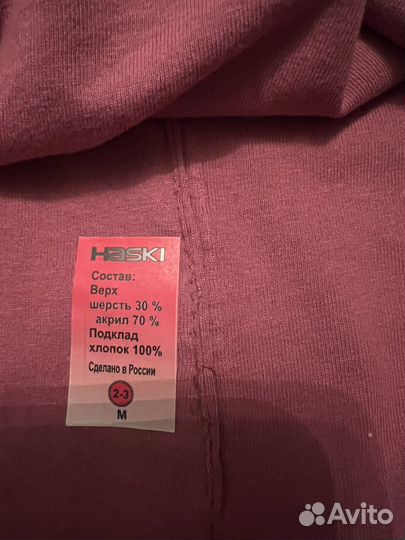 HASKI
Состав:
Верх
шерсть 30 %
акрил 70 %
Подклад
хлопок 100%
Сделано в России
2-3
M
Avito